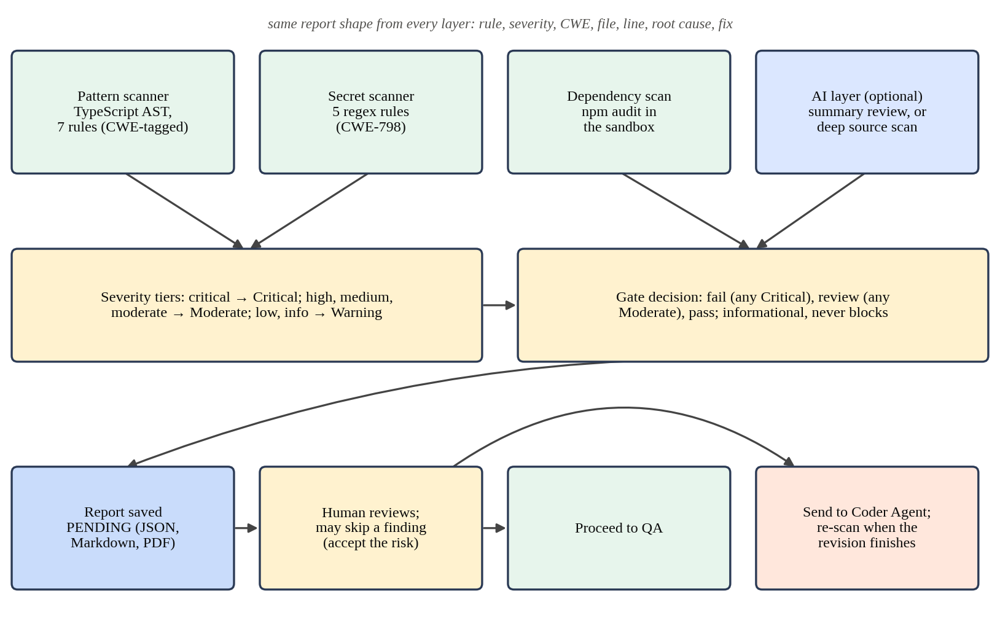 same report shape from every layer: rule, severity, CWE, file, line, root cause, fix
Pattern scanner
TypeScript AST,
7 rules (CWE-tagged)
Secret scanner
5 regex rules
(CWE-798)
Dependency scan
npm audit in
the sandbox
AI layer (optional)
summary review, or
deep source scan
Severity tiers: critical → Critical; high, medium,
moderate → Moderate; low, info → Warning
Gate decision: fail (any Critical), review (any
Moderate), pass; informational, never blocks
Report saved
PENDING (JSON,
Markdown, PDF)
Human reviews;
may skip a finding
(accept the risk)
Proceed to QA
Send to Coder Agent;
re-scan when the
revision finishes